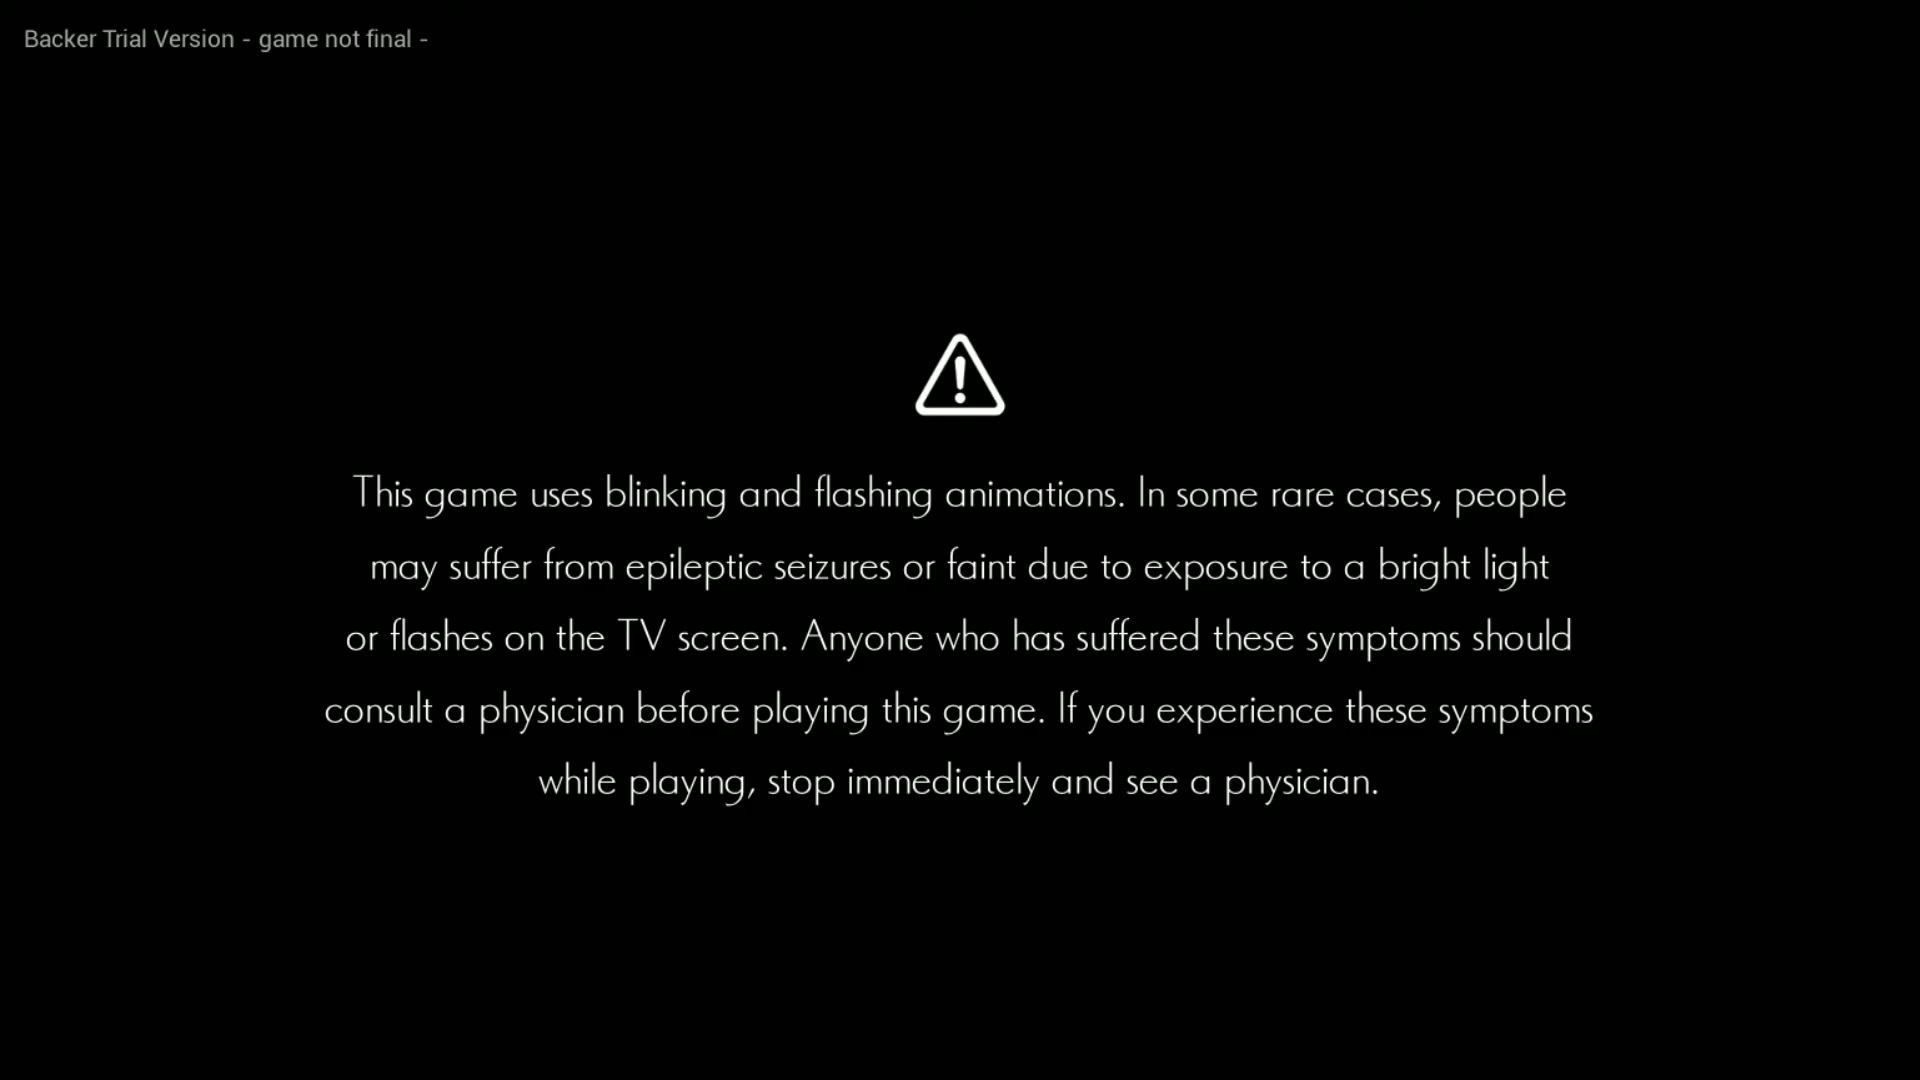 Backer Trial Version - game not final -
This game uses blinking and flashing animations. In some rare cases, people
may suffer from epileptic seizures or faint due to exposure to a bright light
or flashes on the TV screen. Anyone who has suffered these symptoms should
consult a physician before playing this game. If you experience these symptoms
while playing, stop immediately and see a physician.